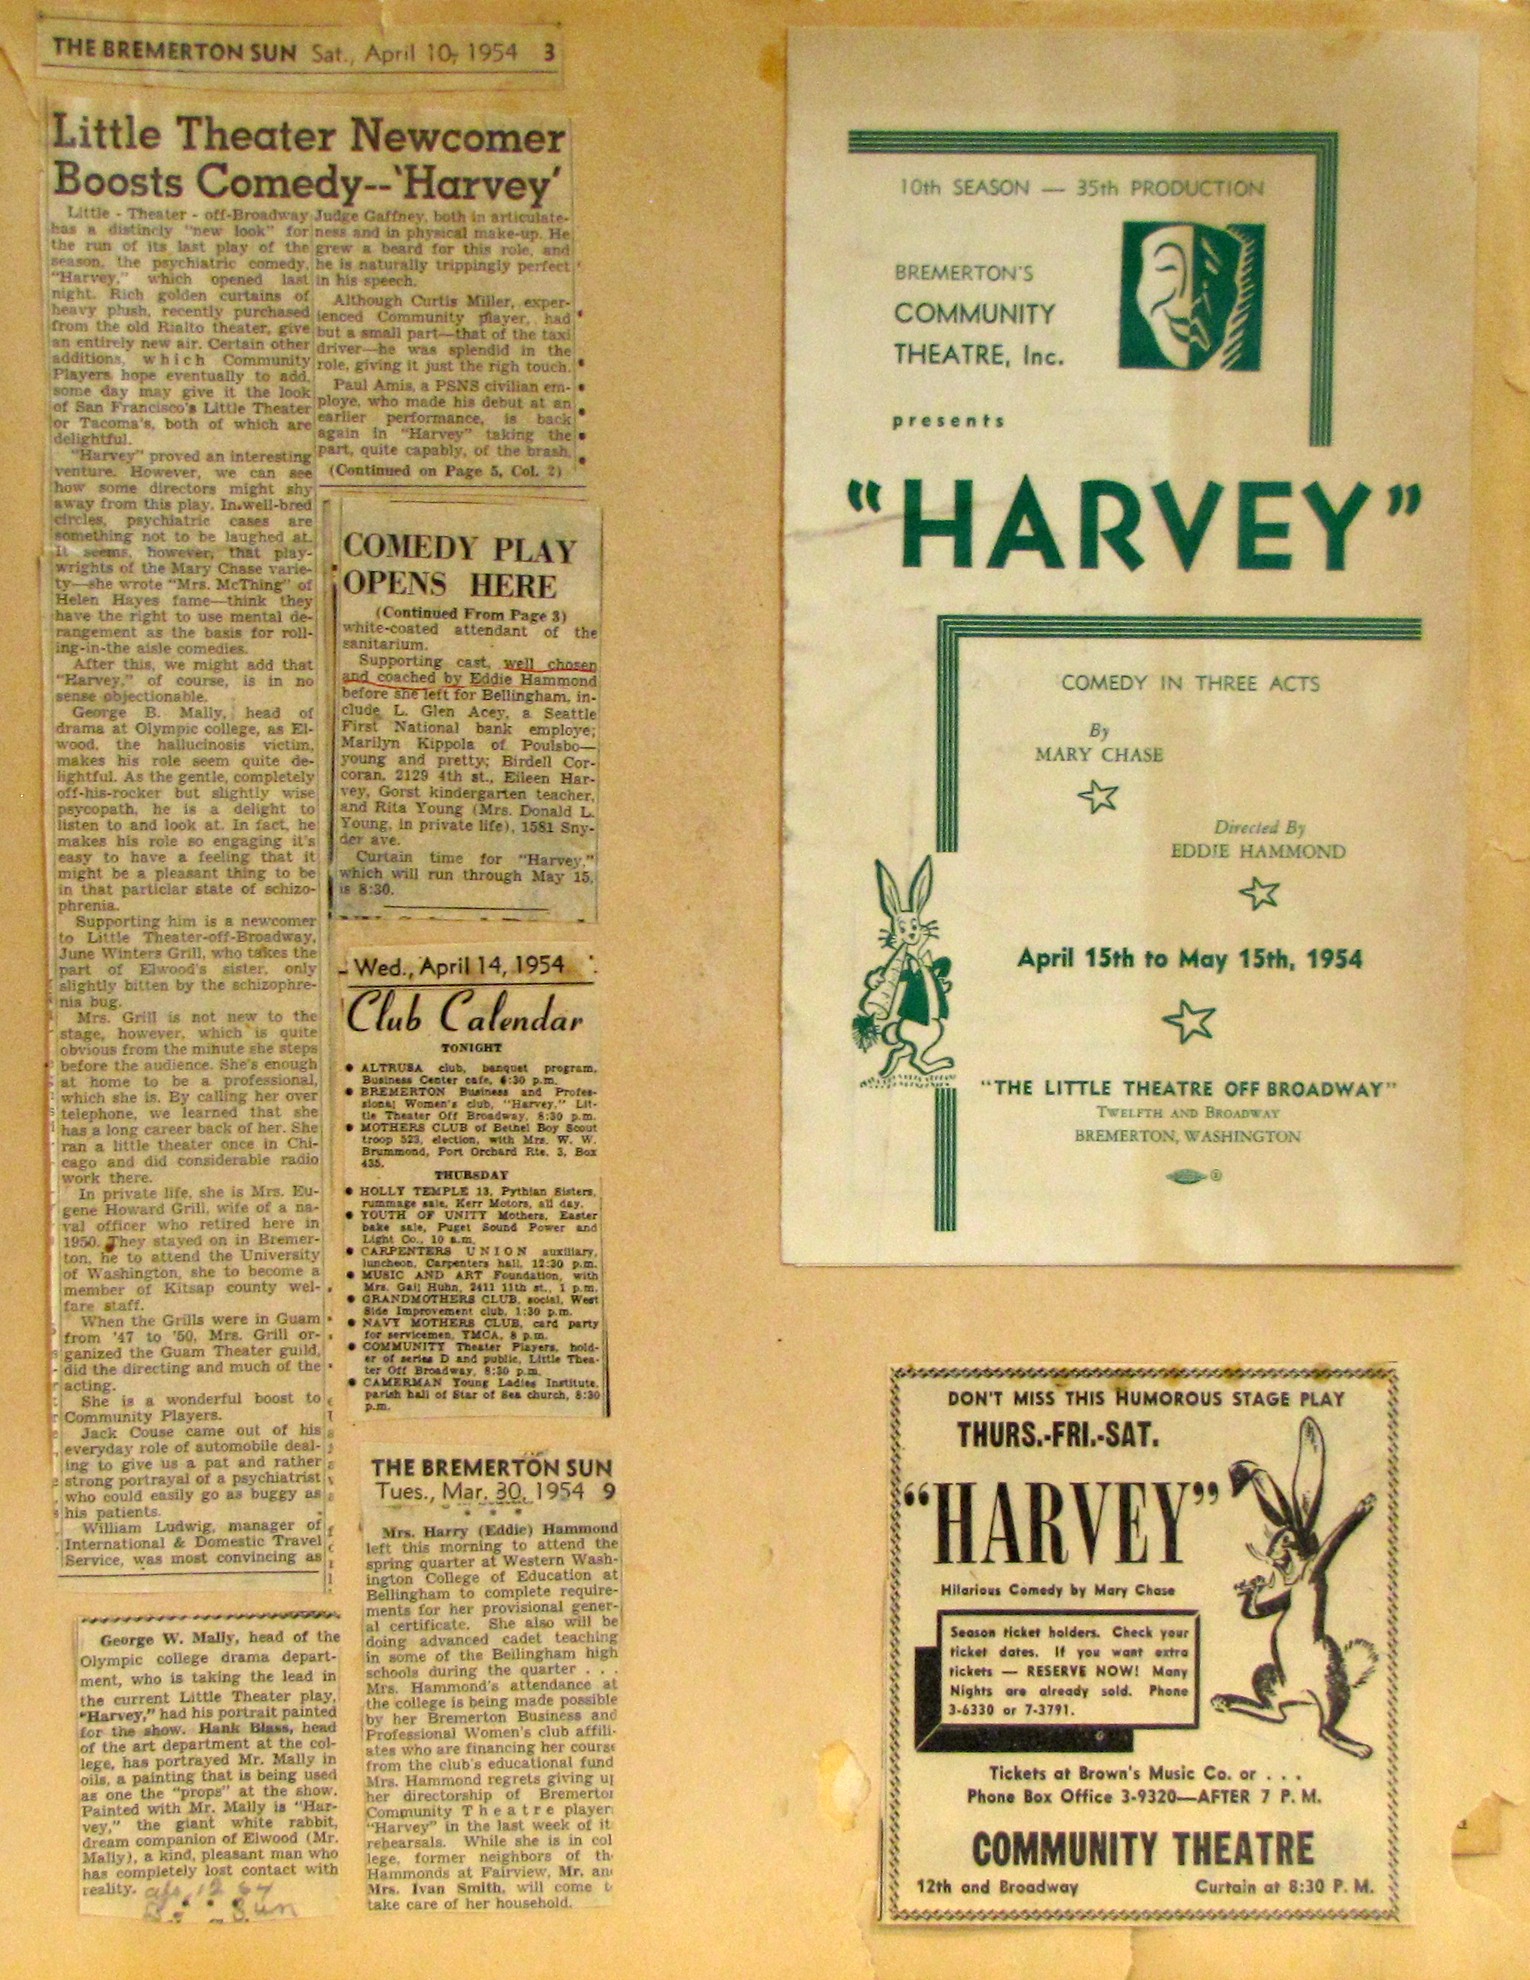 THE BREMERTON SUN Sat., April 10, 1954 3
Little Theater Newcomer
Boosts Comedy--'Harvey'
Little - Theater - off-Broadway
has a distincly "new look" for
the run of its last play of the
season, the psychiatric comedy,
"Harvey," which opened last
night. Rich golden curtains of
heavy plush, recently purchased
from the old Rialto theater, give
an entirely new air. Certain other
additions, which Community
Players hope eventually to add,
some day may give it the look
of San Francisco's Little Theater
or Tacoma's, both of which are
delightful.
"Harvey" proved an interesting
venture. However, we can see
how some directors might shy
away from this play. In well-bred
circles, psychiatric cases are
something not to be laughed at.
It seems, however, that play-
wrights of the Mary Chase varie-
ty—she wrote "Mrs. McThing" of
Helen Hayes fame—think they
have the right to use mental de-
rangement as the basis for roll-
ing-in-the aisle comedies.
After this, we might add that
"Harvey," of course, is in no
sense objectionable.
George B. Mally, head of
drama at Olympic college, as El-
wood, the hallucinosis victim,
makes his role seem quite de-
lightful. As the gentle, completely
off-his-rocker but slightly wise
psycopath, he is a delight to
listen to and look at. In fact, he
makes his role so engaging it's
easy to have a feeling that it
might be a pleasant thing to be
in that particlar state of schizo-
phrenia.
Supporting him is a newcomer
to Little Theater-off-Broadway,
June Winters Grill, who takes the
part of Elwood's sister, only
slightly bitten by the schizophre-
nia bug.
Mrs. Grill is not new to the
stage, however, which is quite
obvious from the minute she steps
before the audience. She's enough
at home to be a professional,
which she is. By calling her over
telephone, we learned that she
has a long career back of her. She
ran a little theater once in Chi-
cago and did considerable radio
work there.
In private life, she is Mrs. Eu-
gene Howard Grill, wife of a na-
val officer who retired here in
1950. They stayed on in Bremer-
ton, he to attend the University
of Washington, she to become a
member of Kitsap county wel-
fare staff.
When the Grills were in Guam
from '47 to '50, Mrs. Grill or-
ganized the Guam Theater guild,
did the directing and much of the
acting.
She is a wonderful boost to
Community Players.
Jack Couse came out of his
everyday role of automobile deal-
ing to give us a pat and rather
strong portrayal of a psychiatrist
who could easily go as buggy as
his patients.
William Ludwig, manager of
International & Domestic Travel
Service, was most convincing as
Judge Gaffney, both in articulate-
ness and in physical make-up. He
grew a beard for this role, and
he is naturally trippingly perfect
in his speech.
Although Curtis Miller, exper-
ienced Community player, had
but a small part—that of the taxi
driver—he was splendid in the
role, giving it just the righ touch.
Paul Amis, a PSNS civilian em-
ploye, who made his debut at an
earlier performance, is back
again in "Harvey" taking the
part, quite capably, of the brash,
(Continued on Page 5, Col. 2)
COMEDY PLAY
OPENS HERE
(Continued From Page 3)
white-coated attendant of the
sanitarium.
Supporting cast, well chosen
and coached by Eddie Hammond
before she left for Bellingham, in-
clude L. Glen Acey, a Seattle
First National bank employe;
Marilyn Kippola of Poulsbo—
young and pretty; Birdell Cor-
coran, 2129 4th st., Eileen Har-
vey, Gorst kindergarten teacher,
and Rita Young (Mrs. Donald L.
Young, in private life), 1581 Sny-
der ave.
Curtain time for "Harvey,"
which will run through May 15,
is 8:30.
Wed., April 14, 1954
Club Calendar
TONIGHT
● ALTRUSA club, banquet program,
Business Center cafe, 6:30 p.m.
● BREMERTON Business and Profes-
sional Women's club, "Harvey," Lit-
tle Theater Off Broadway, 8:30 p.m.
● MOTHERS CLUB of Bethel Boy Scout
troop 523, election, with Mrs. W. W.
Brummond, Port Orchard Rte. 3, Box
435.
THURSDAY
● HOLLY TEMPLE 13, Pythian Sisters,
rummage sale, Kerr Motors, all day.
● YOUTH OF UNITY Mothers, Easter
bake sale, Puget Sound Power and
Light Co., 10 a.m.
● CARPENTERS UNION auxiliary,
luncheon, Carpenters hall, 12:30 p.m.
● MUSIC AND ART Foundation, with
Mrs. Gail Huhn, 2411 11th st., 1 p.m.
● GRANDMOTHERS CLUB, social, West
Side Improvement club, 1:30 p.m.
● NAVY MOTHERS CLUB, card party
for servicemen, YMCA, 8 p.m.
● COMMUNITY Theater Players, hold-
er of series D and public, Little Thea-
ter Off Broadway, 8:30 p.m.
● CAMERMAN Young Ladies Institute,
parish hall of Star of Sea church, 8:30
p.m.
THE BREMERTON SUN
Tues., Mar. 30, 1954 9
Mrs. Harry (Eddie) Hammond
left this morning to attend the
spring quarter at Western Wash-
ington College of Education at
Bellingham to complete require-
ments for her provisional gener-
al certificate. She also will be
doing advanced cadet teaching
in some of the Bellingham high
schools during the quarter . . .
Mrs. Hammond's attendance at
the college is being made possible
by her Bremerton Business and
Professional Women's club affili-
ates who are financing her course
from the club's educational fund
Mrs. Hammond regrets giving up
her directorship of Bremerton
Community Theatre player
"Harvey" in the last week of it
rehearsals. While she is in col
lege, former neighbors of th
Hammonds at Fairview, Mr. and
Mrs. Ivan Smith, will come t
take care of her household.
George W. Mally, head of the
Olympic college drama depart-
ment, who is taking the lead in
the current Little Theater play,
"Harvey," had his portrait painted
for the show. Hank Blass, head
of the art department at the col-
lege, has portrayed Mr. Mally in
oils, a painting that is being used
as one the "props" at the show.
Painted with Mr. Mally is "Har-
vey," the giant white rabbit,
dream companion of Elwood (Mr.
Mally), a kind, pleasant man who
has completely lost contact with
reality.
Sun
10th SEASON — 35th PRODUCTION
BREMERTON'S
COMMUNITY
THEATRE, Inc.
presents
"HARVEY"
COMEDY IN THREE ACTS
By
MARY CHASE
Directed By
EDDIE HAMMOND
April 15th to May 15th, 1954
"THE LITTLE THEATRE OFF BROADWAY"
TWELFTH AND BROADWAY
BREMERTON, WASHINGTON
DON'T MISS THIS HUMOROUS STAGE PLAY
THURS.-FRI.-SAT.
"HARVEY"
Hilarious Comedy by Mary Chase
Season ticket holders. Check your
ticket dates. If you want extra
tickets — RESERVE NOW! Many
Nights are already sold. Phone
3-6330 or 7-3791.
Tickets at Brown's Music Co. or . . .
Phone Box Office 3-9320—AFTER 7 P. M.
COMMUNITY THEATRE
12th and Broadway Curtain at 8:30 P. M.